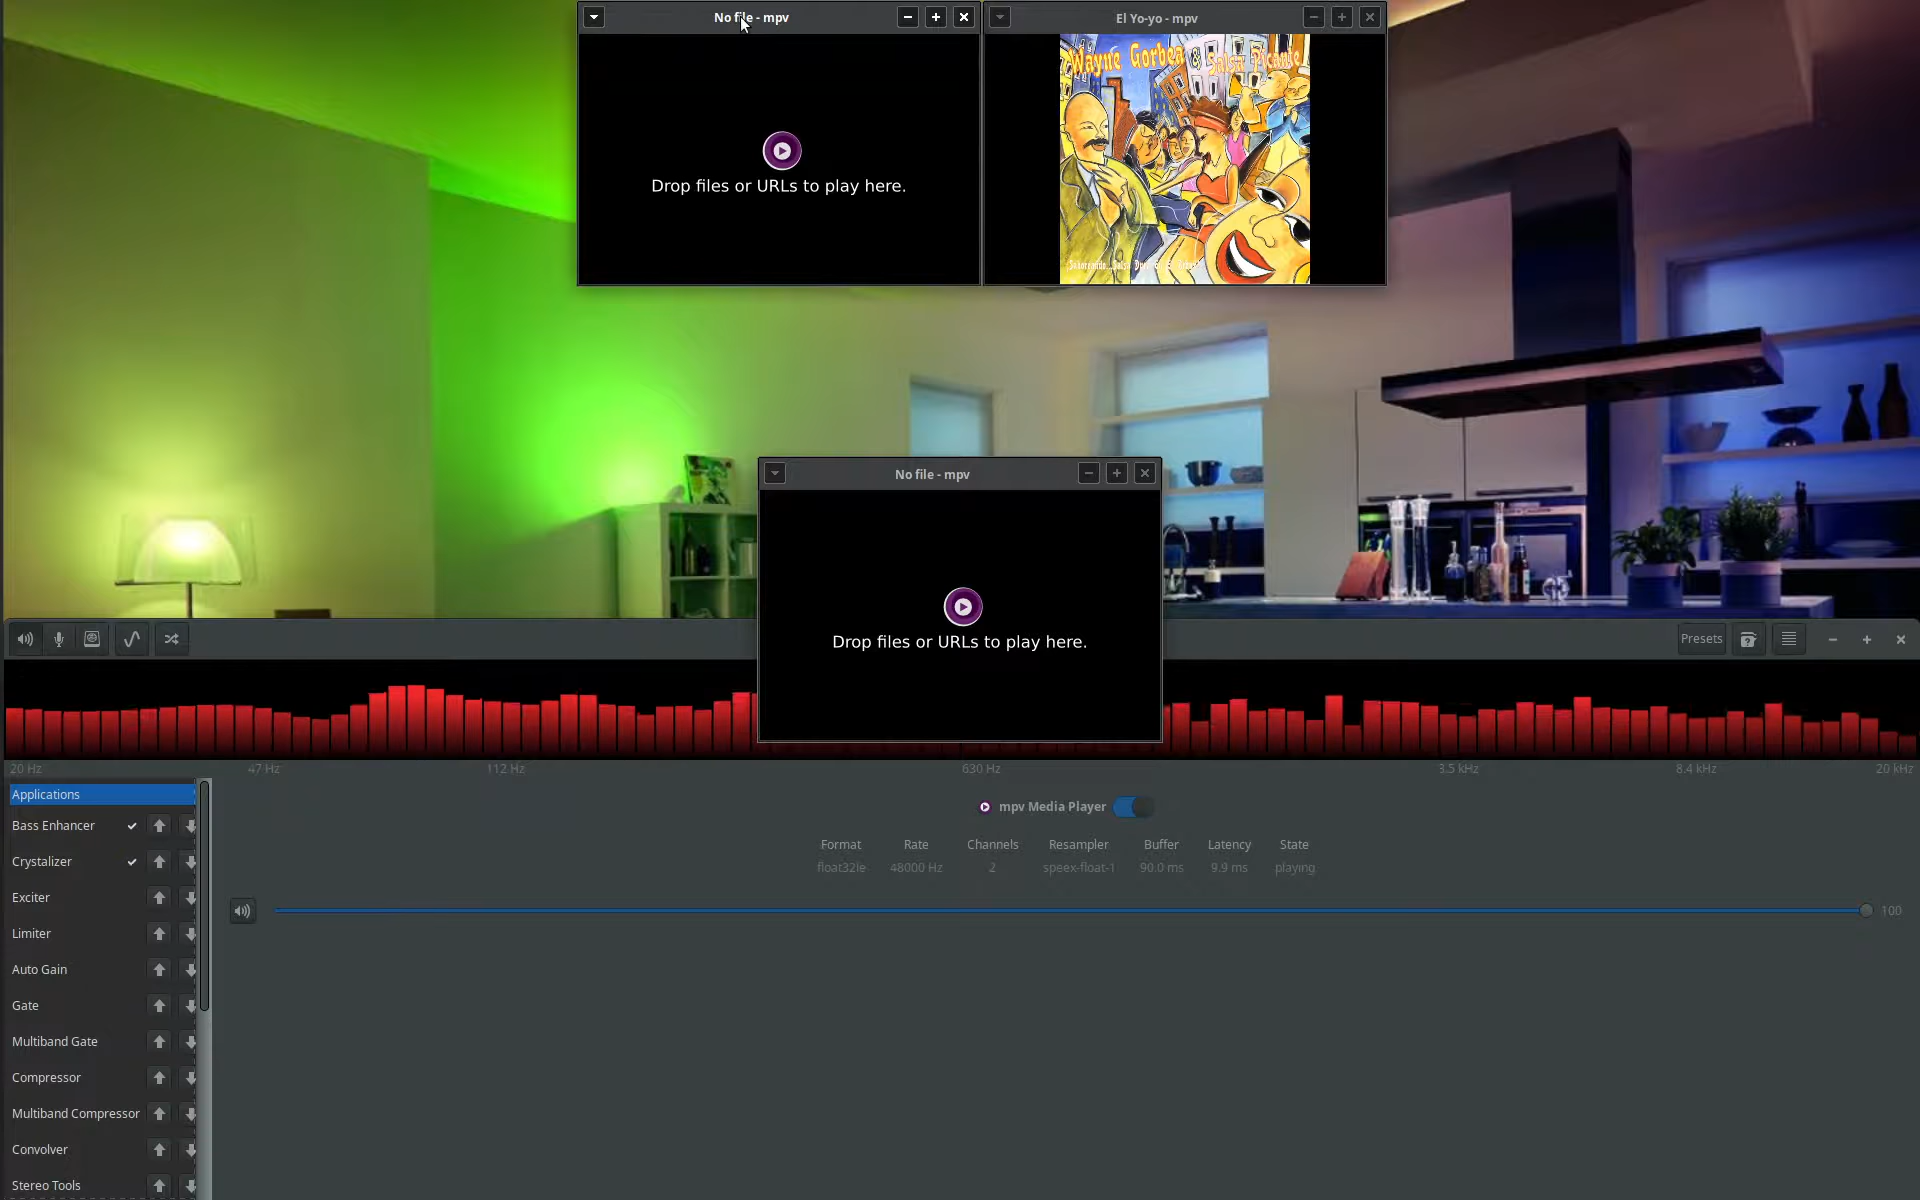 No file - mpv
El Yo-yo - mpv
Wayne Gorbea & Salsa Picante
Drop files or URLs to play here.
No file - mpv
Drop files or URLs to play here.
Presets
20 Hz 47 Hz 112 Hz 630 Hz 3.5 kHz 8.4 kHz 20 kHz
Applications
mpv Media Player
Bass Enhancer
Format Rate Channels Resampler Buffer Latency State
Crystalizer
float32le 48000 Hz 2 speex-float-1 90.0 ms 9.9 ms playing
Exciter
100
Limiter
Auto Gain
Gate
Multiband Gate
Compressor
Multiband Compressor
Convolver
Stereo Tools